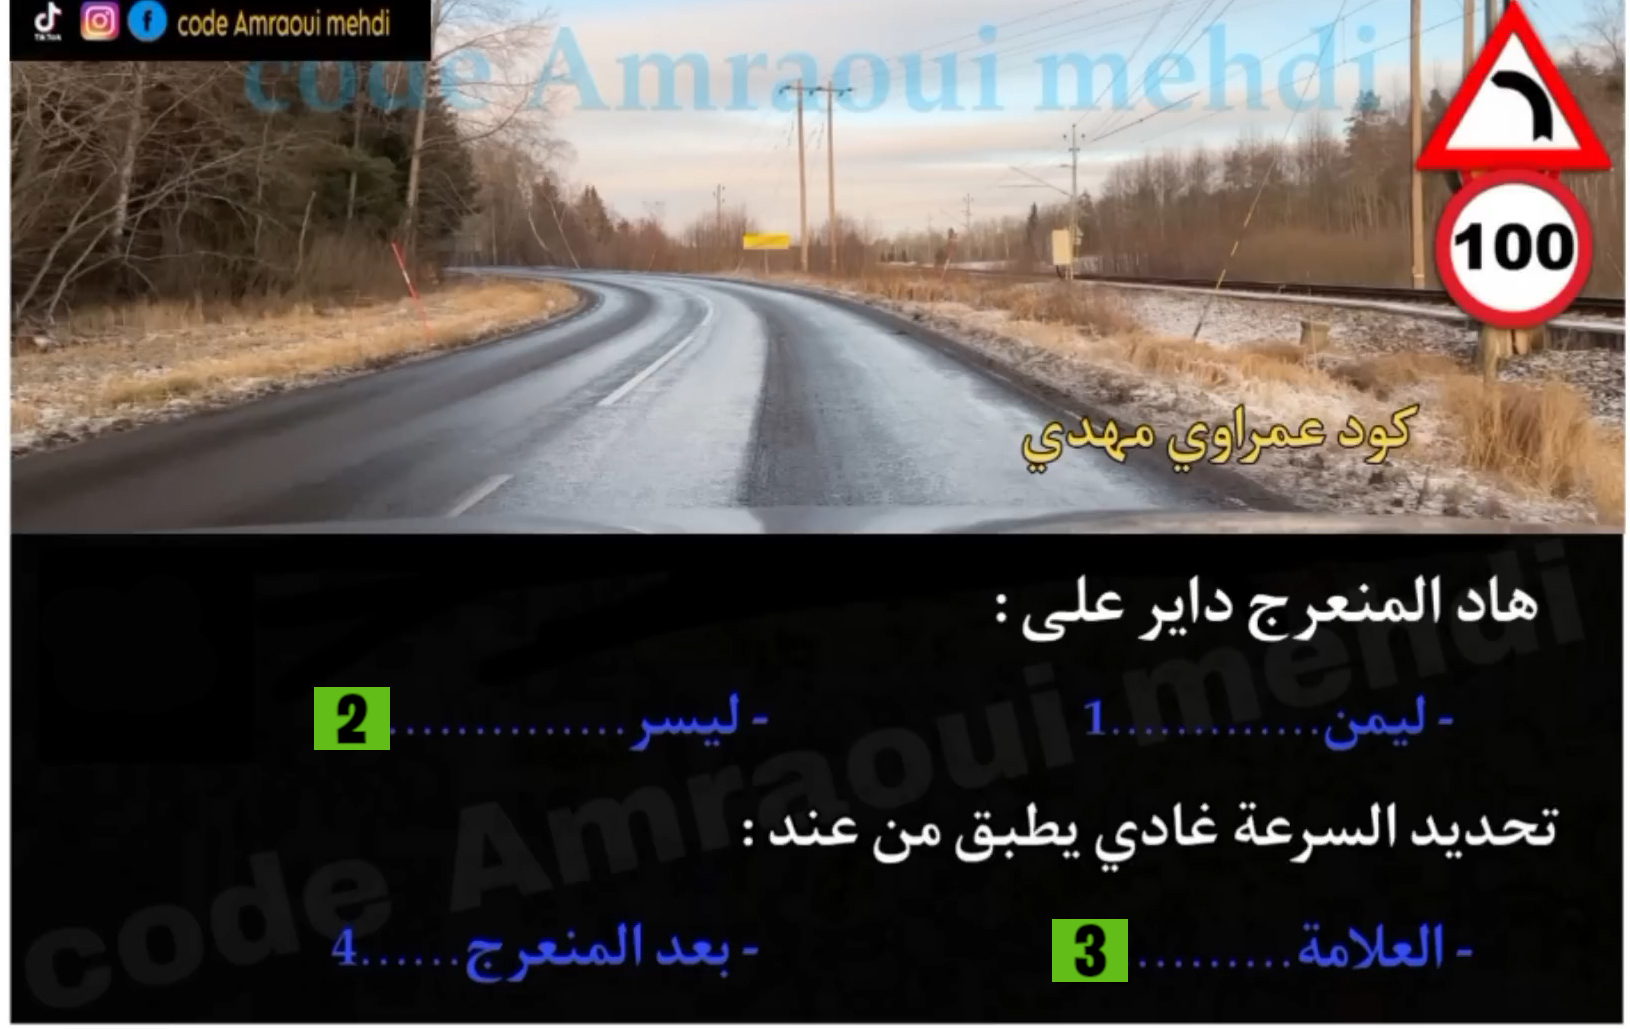 TikTok
code Amraoui mehdi
code Amraoui mehdi
100
كود عمراوي مهدي
هاد المنعرج داير على :
- ليمن.............1
- ليسر..............2
تحديد السرعة غادي يطبق من عند :
- العلامة.........3
- بعد المنعرج......4
code Amraoui mehdi